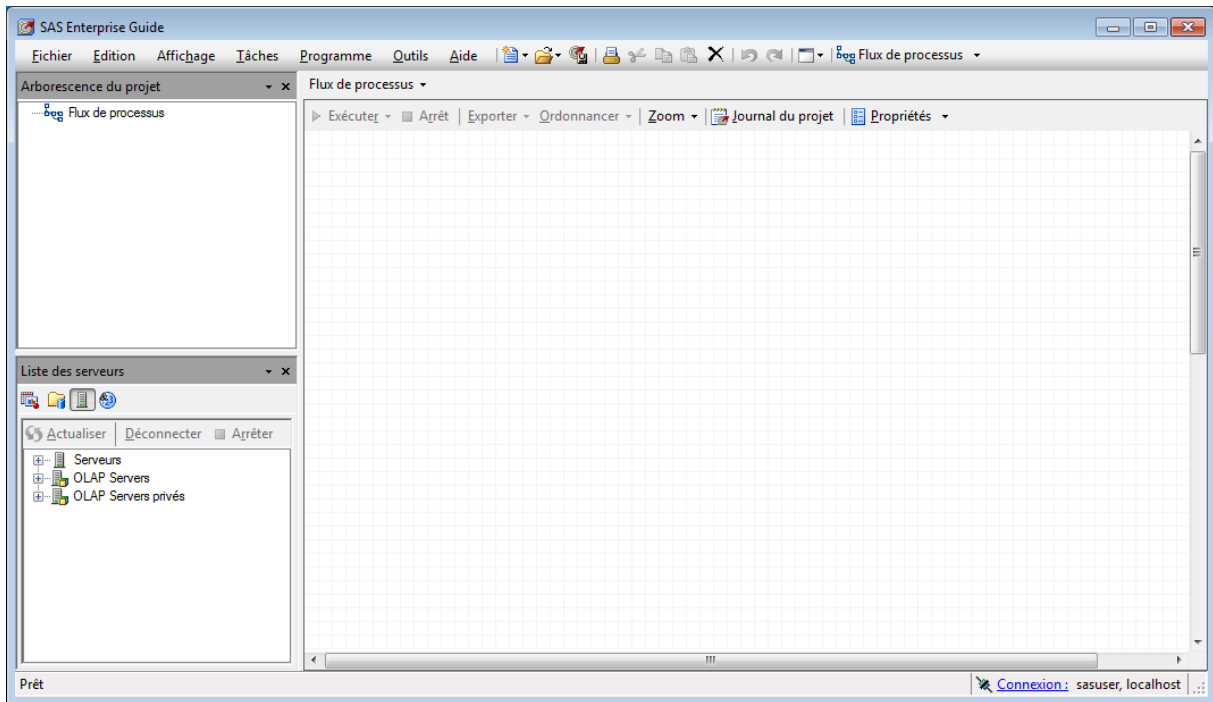 SAS Enterprise Guide
Fichier Edition Affichage Tâches Programme Outils Aide Flux de processus
Arborescence du projet
Flux de processus
Flux de processus
Exécuter Arrêt Exporter Ordonnancer Zoom Journal du projet Propriétés
Liste des serveurs
Actualiser Déconnecter Arrêter
Serveurs
OLAP Servers
OLAP Servers privés
Prêt
Connexion : sasuser, localhost